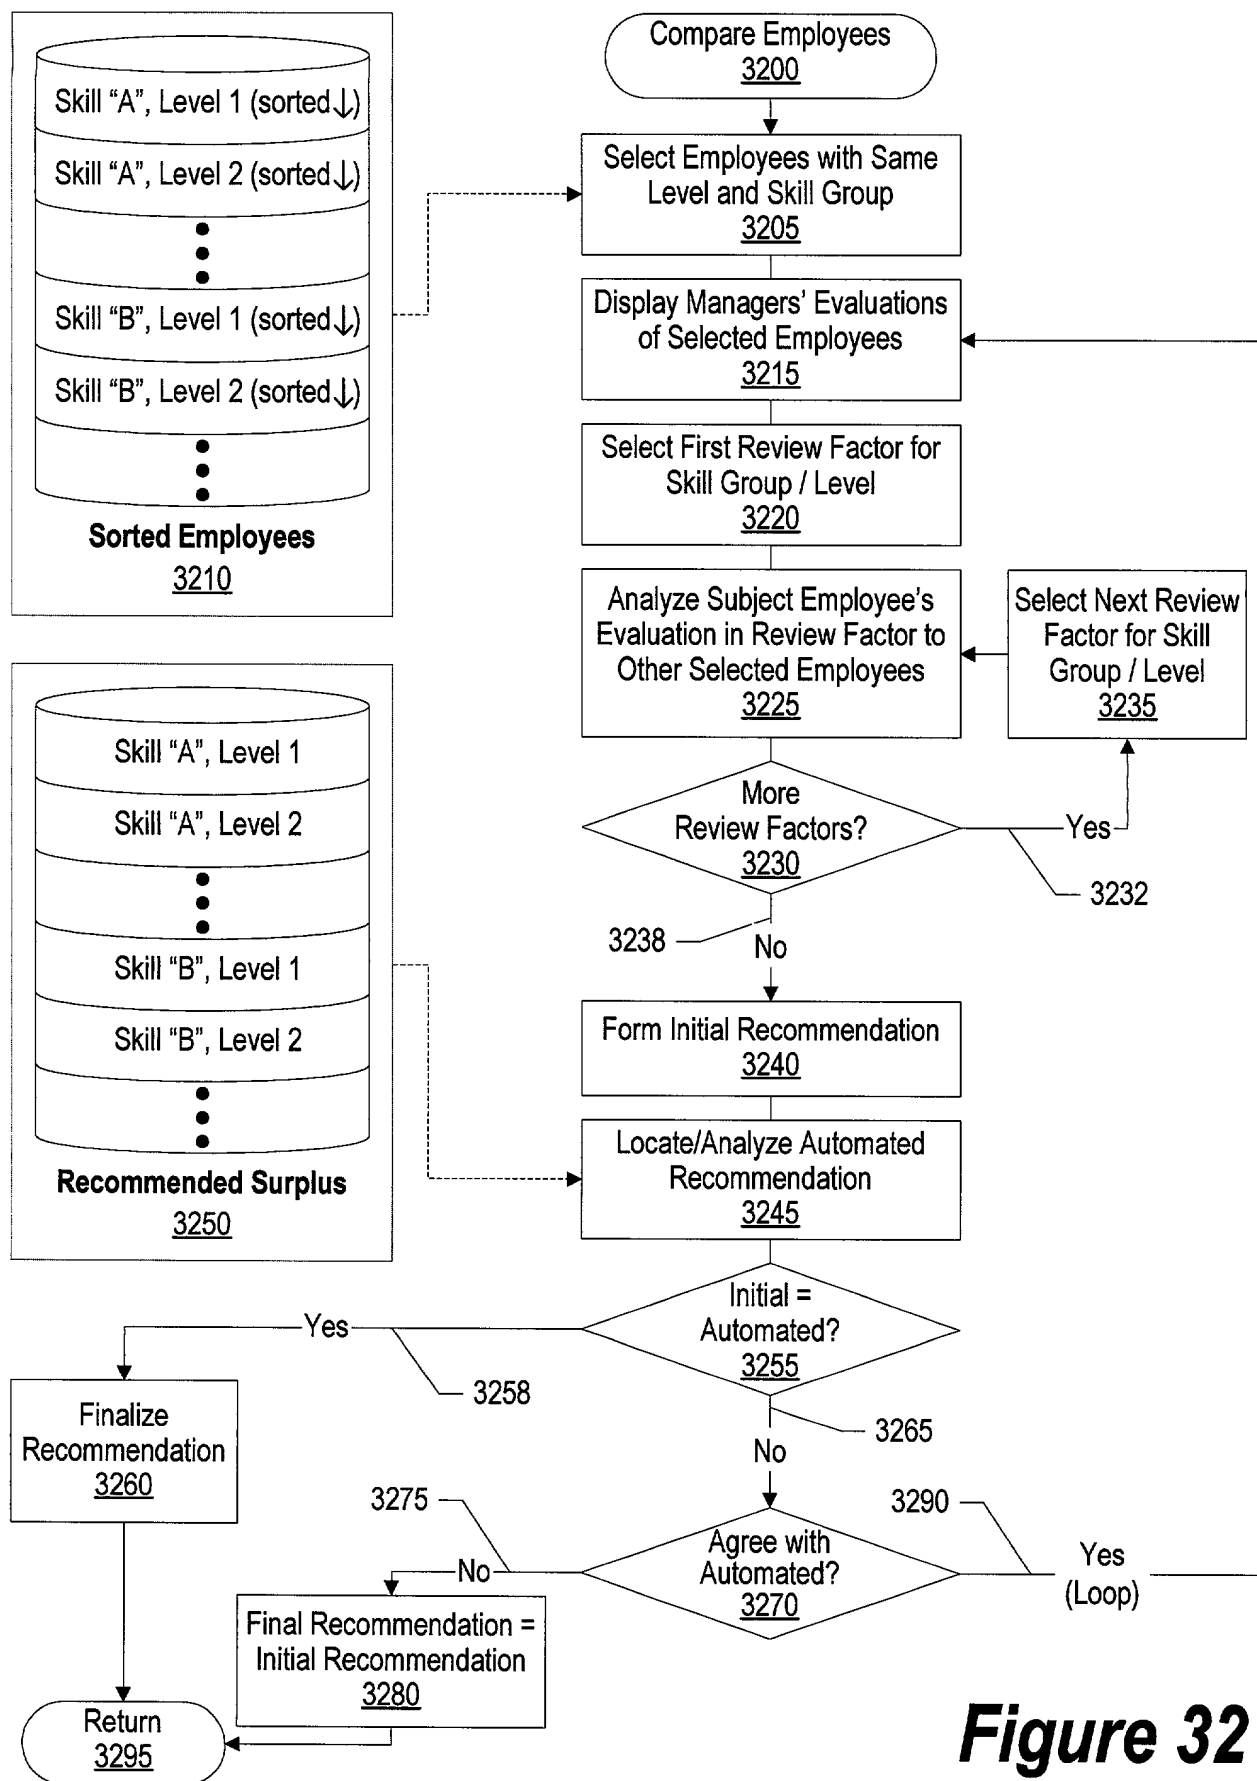 Compare Employees
3200
Skill “A”, Level 1 (sorted↓)
Skill “A”, Level 2 (sorted↓)
Skill “B”, Level 1 (sorted↓)
Skill “B”, Level 2 (sorted↓)
Sorted Employees
3210
Select Employees with Same
Level and Skill Group
3205
Display Managers’ Evaluations
of Selected Employees
3215
Select First Review Factor for
Skill Group / Level
3220
Analyze Subject Employee’s
Evaluation in Review Factor to
Other Selected Employees
3225
Select Next Review
Factor for Skill
Group / Level
3235
More
Review Factors?
3230
Yes
3232
3238
No
Skill “A”, Level 1
Skill “A”, Level 2
Skill “B”, Level 1
Skill “B”, Level 2
Recommended Surplus
3250
Form Initial Recommendation
3240
Locate/Analyze Automated
Recommendation
3245
Initial =
Automated?
3255
Yes
3258
Finalize
Recommendation
3260
3265
No
Agree with
Automated?
3270
3275
No
3290
Yes
(Loop)
Final Recommendation =
Initial Recommendation
3280
Return
3295
Figure 32